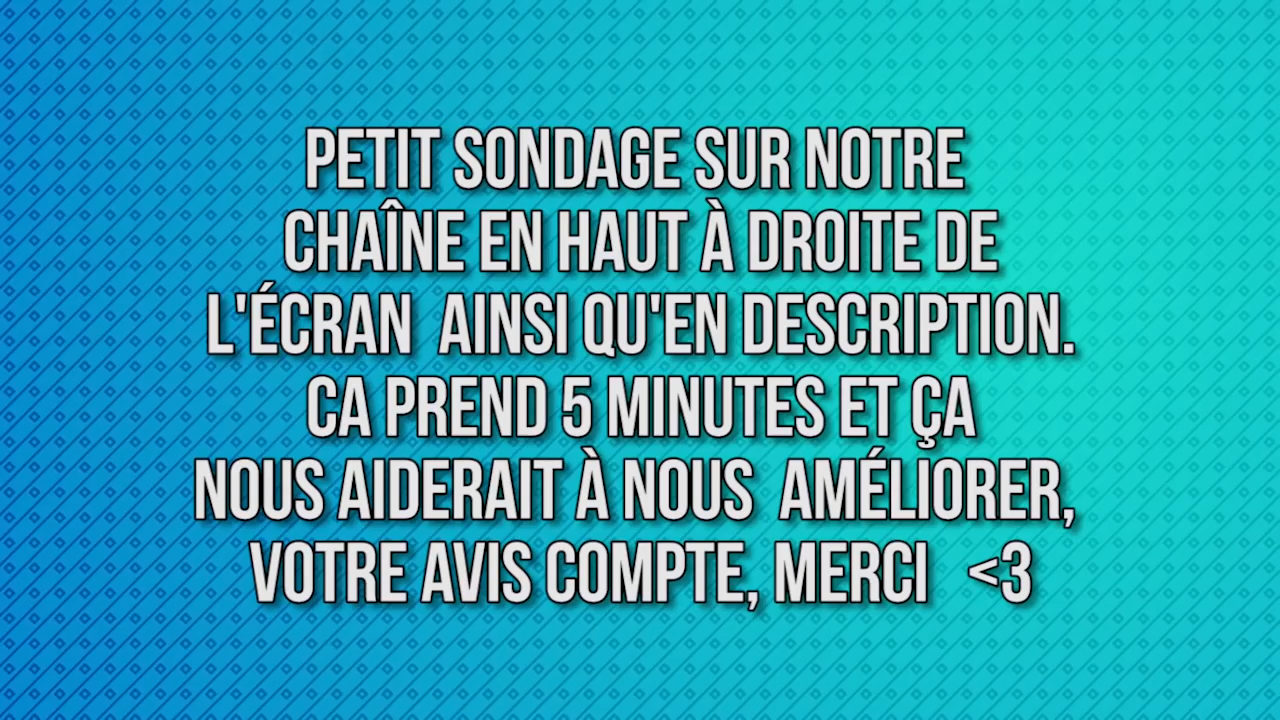 PETIT SONDAGE SUR NOTRE
CHAÎNE EN HAUT À DROITE DE
L'ÉCRAN AINSI QU'EN DESCRIPTION.
CA PREND 5 MINUTES ET ÇA
NOUS AIDERAIT À NOUS AMÉLIORER,
VOTRE AVIS COMPTE, MERCI <3